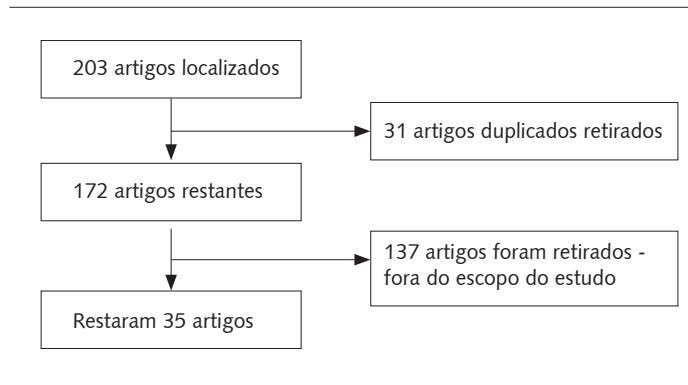 203 artigos localizados
31 artigos duplicados retirados
172 artigos restantes
137 artigos foram retirados -
fora do escopo do estudo
Restaram 35 artigos